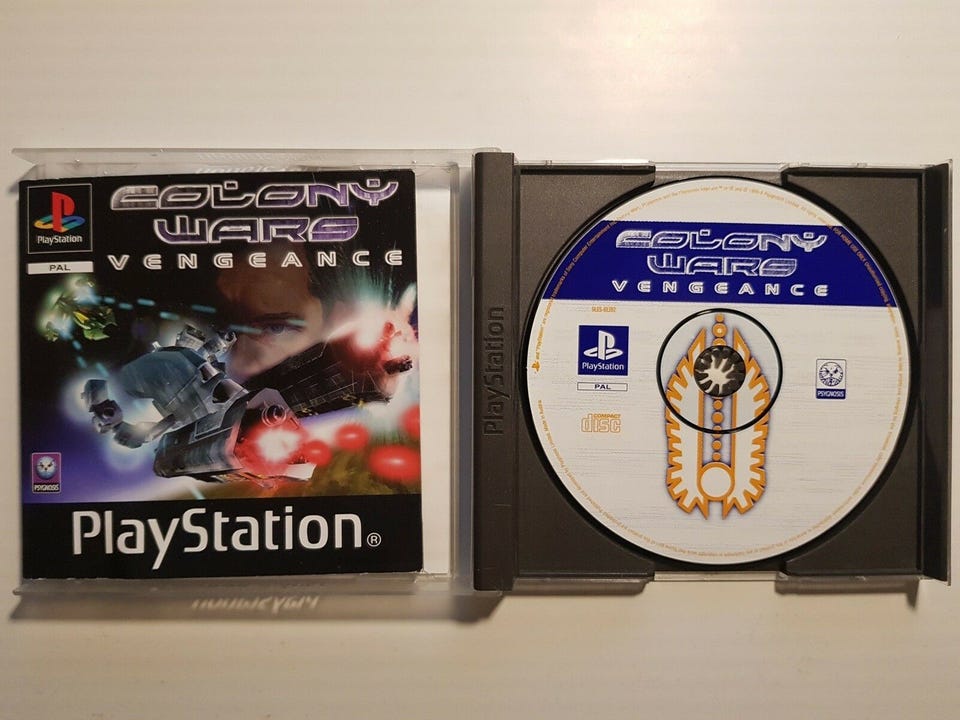 PlayStation
PAL
COLONY
WARS
VENGEANCE
PSYGNOSIS
PlayStation®
PlayStation
COLONY
WARS
VENGEANCE
PlayStation
PAL
COMPACT
disc
PSYGNOSIS